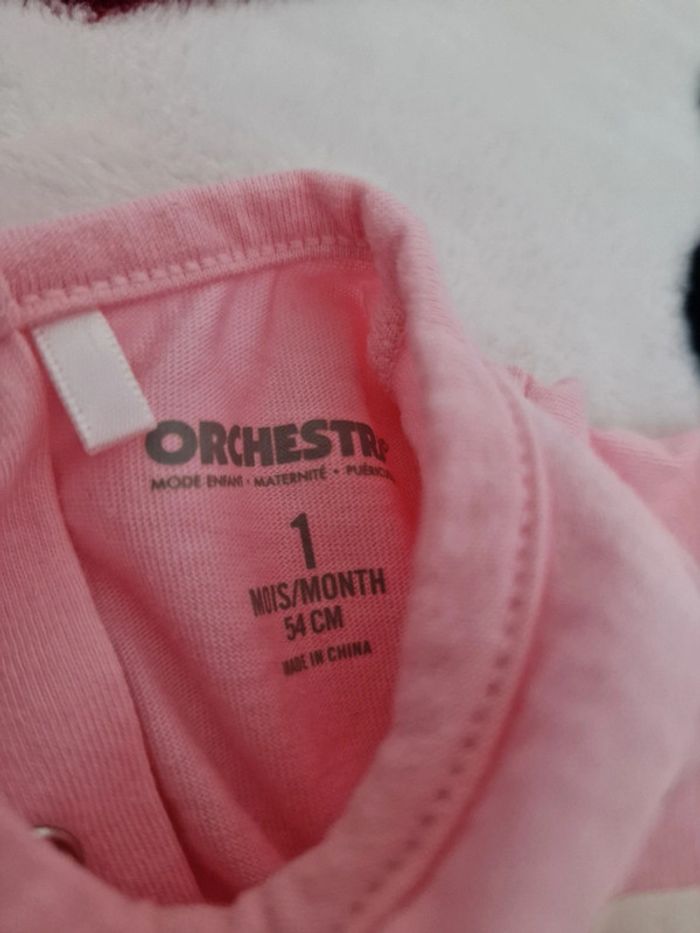 ORCHESTRA
MODE ENFANT • MATERNITÉ •
1
MOIS/MONTH
54 CM
MADE IN CHINA